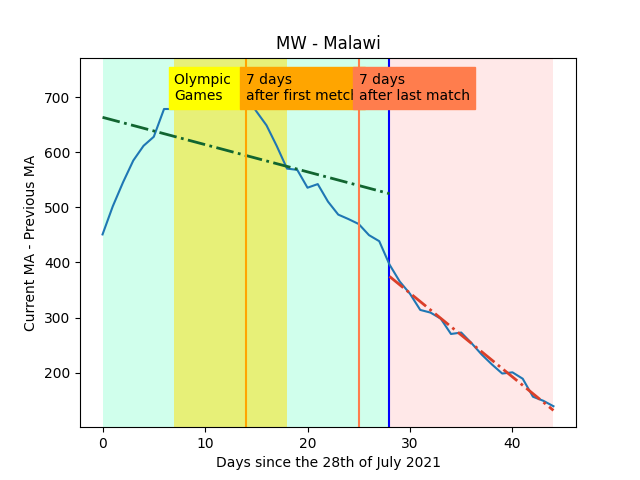 MW - Malawi
Olympic
Games
7 days
after first metch
7 days
after last match
Current MA - Previous MA
700
600
500
400
300
200
0
10
20
30
40
Days since the 28th of July 2021